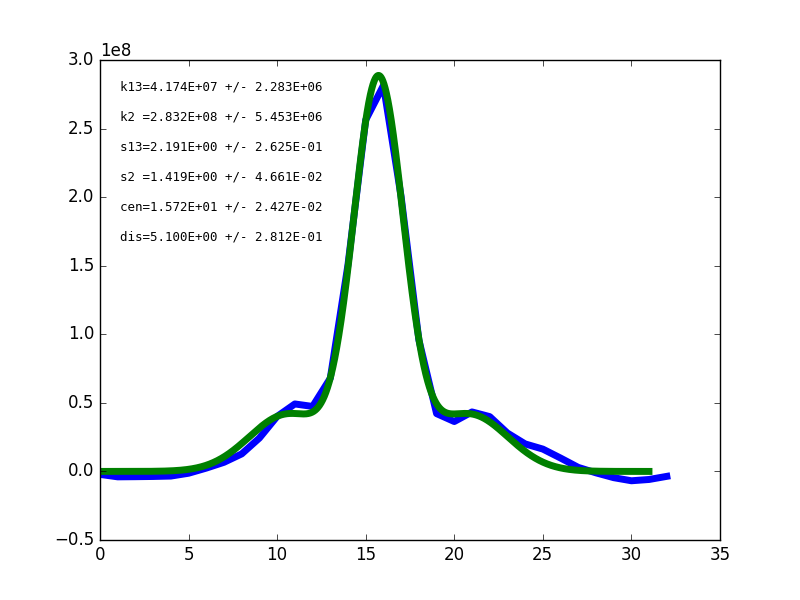 1e8
3.0
k13=4.174E+07 +/- 2.283E+06
k2 =2.832E+08 +/- 5.453E+06
2.5
s13=2.191E+00 +/- 2.625E-01
s2 =1.419E+00 +/- 4.661E-02
2.0
cen=1.572E+01 +/- 2.427E-02
dis=5.100E+00 +/- 2.812E-01
1.5
1.0
0.5
0.0
−0.5
0 5 10 15 20 25 30 35